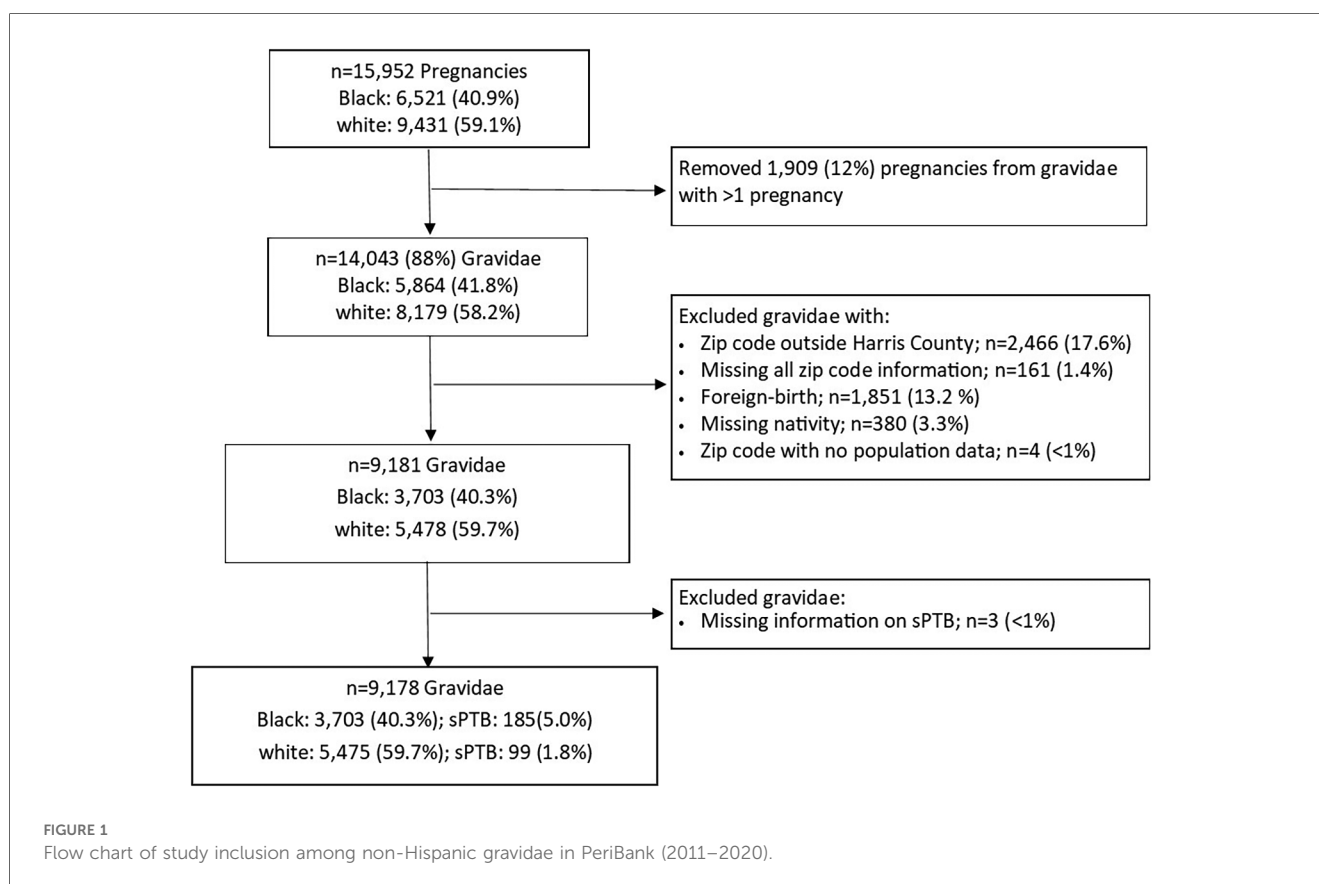 n=15,952 Pregnancies
Black: 6,521 (40.9%)
white: 9,431 (59.1%)
Removed 1,909 (12%) pregnancies from gravidae
with >1 pregnancy
n=14,043 (88%) Gravidae
Black: 5,864 (41.8%)
white: 8,179 (58.2%)
Excluded gravidae with:
• Zip code outside Harris County; n=2,466 (17.6%)
• Missing all zip code information; n=161 (1.4%)
• Foreign-birth; n=1,851 (13.2 %)
• Missing nativity; n=380 (3.3%)
• Zip code with no population data; n=4 (<1%)
n=9,181 Gravidae
Black: 3,703 (40.3%)
white: 5,478 (59.7%)
Excluded gravidae:
• Missing information on sPTB; n=3 (<1%)
n=9,178 Gravidae
Black: 3,703 (40.3%); sPTB: 185(5.0%)
white: 5,475 (59.7%); sPTB: 99 (1.8%)
FIGURE 1
Flow chart of study inclusion among non-Hispanic gravidae in PeriBank (2011–2020).